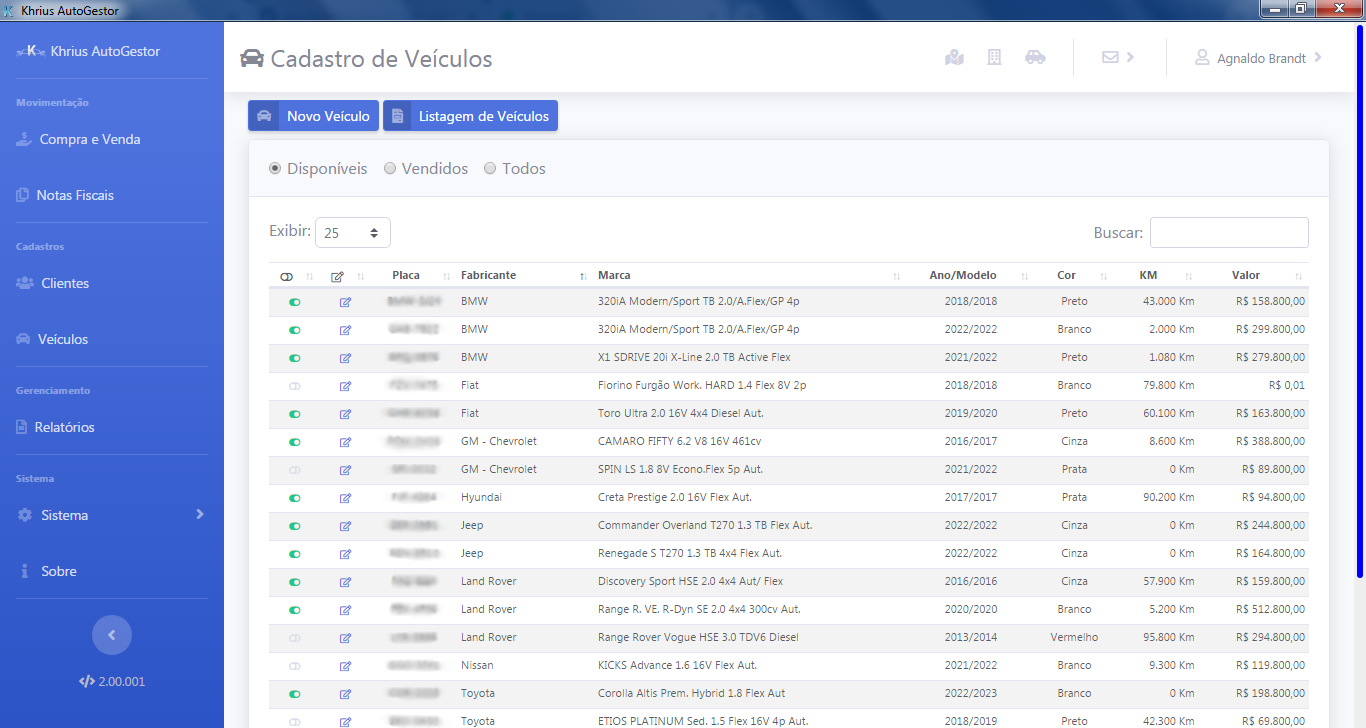 Khrius AutoGestor
K Khrius AutoGestor
Cadastro de Veículos
Agnaldo Brandt
Movimentação
Compra e Venda
Notas Fiscais
Cadastros
Clientes
Veículos
Gerenciamento
Relatórios
Sistema
Sistema
Sobre
2.00.001
Novo Veículo Listagem de Veículos
Disponíveis Vendidos Todos
Exibir: 25 Buscar:
Placa Fabricante Marca Ano/Modelo Cor KM Valor
BMW 320iA Modern/Sport TB 2.0/A.Flex/GP 4p 2018/2018 Preto 43.000 Km R$ 158.800,00
BMW 320iA Modern/Sport TB 2.0/A.Flex/GP 4p 2022/2022 Branco 2.000 Km R$ 299.800,00
BMW X1 SDRIVE 20i X-Line 2.0 TB Active Flex 2021/2022 Preto 1.080 Km R$ 279.800,00
Fiat Fiorino Furgão Work. HARD 1.4 Flex 8V 2p 2018/2018 Branco 79.800 Km R$ 0,01
Fiat Toro Ultra 2.0 16V 4x4 Diesel Aut. 2019/2020 Preto 60.100 Km R$ 163.800,00
GM - Chevrolet CAMARO FIFTY 6.2 V8 16V 461cv 2016/2017 Cinza 8.600 Km R$ 388.800,00
GM - Chevrolet SPIN LS 1.8 8V Econo.Flex 5p Aut. 2021/2022 Prata 0 Km R$ 89.800,00
Hyundai Creta Prestige 2.0 16V Flex Aut. 2017/2017 Prata 90.200 Km R$ 94.800,00
Jeep Commander Overland T270 1.3 TB Flex Aut. 2022/2022 Cinza 0 Km R$ 244.800,00
Jeep Renegade S T270 1.3 TB 4x4 Flex Aut. 2022/2022 Cinza 0 Km R$ 164.800,00
Land Rover Discovery Sport HSE 2.0 4x4 Aut/ Flex 2016/2016 Cinza 57.900 Km R$ 159.800,00
Land Rover Range R. VE. R-Dyn SE 2.0 4x4 300cv Aut. 2020/2020 Branco 5.200 Km R$ 512.800,00
Land Rover Range Rover Vogue HSE 3.0 TDV6 Diesel 2013/2014 Vermelho 95.800 Km R$ 294.800,00
Nissan KICKS Advance 1.6 16V Flex Aut. 2021/2022 Branco 9.300 Km R$ 119.800,00
Toyota Corolla Altis Prem. Hybrid 1.8 Flex Aut 2022/2023 Branco 0 Km R$ 198.800,00
Toyota ETIOS PLATINUM Sed. 1.5 Flex 16V 4p Aut. 2018/2019 Preto 42.300 Km R$ 69.800,00